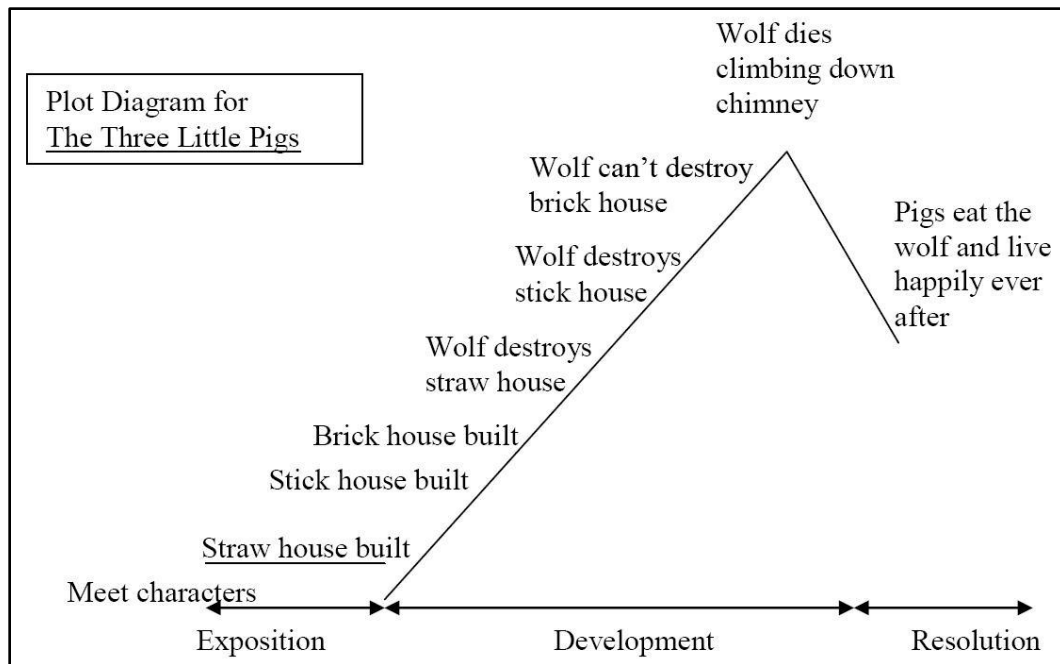 Plot Diagram for
The Three Little Pigs
Wolf dies
climbing down
chimney
Wolf can’t destroy
brick house
Pigs eat the
wolf and live
happily ever
after
Wolf destroys
stick house
Wolf destroys
straw house
Brick house built
Stick house built
Straw house built
Meet characters
Exposition
Development
Resolution